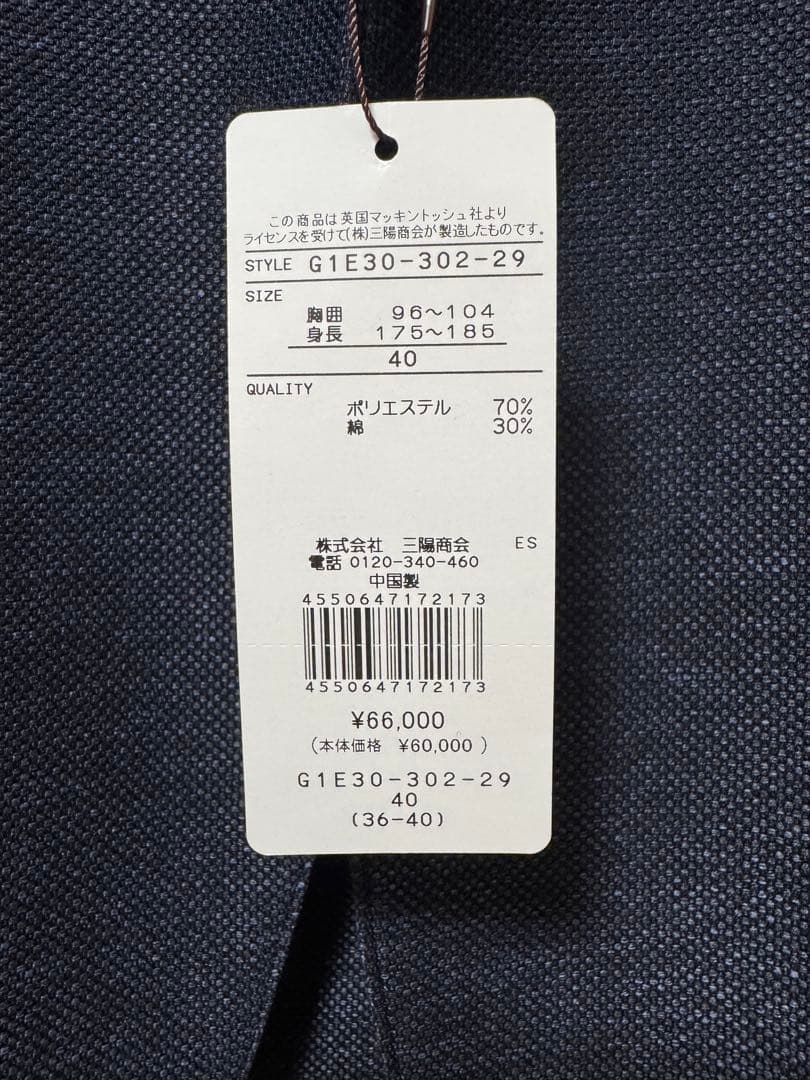 この商品は英国マッキントッシュ社より
ライセンスを受けて(株)三陽商会が製造したものです。
STYLE G1E30-302-29
SIZE
胸囲 96〜104
身長 175〜185
40
QUALITY
ポリエステル 70%
綿 30%
株式会社 三陽商会 ES
電話 0120-340-460
中国製
4550647172173
4550647172173
¥66,000
(本体価格 ¥60,000)
G1E30-302-29
40
(36-40)